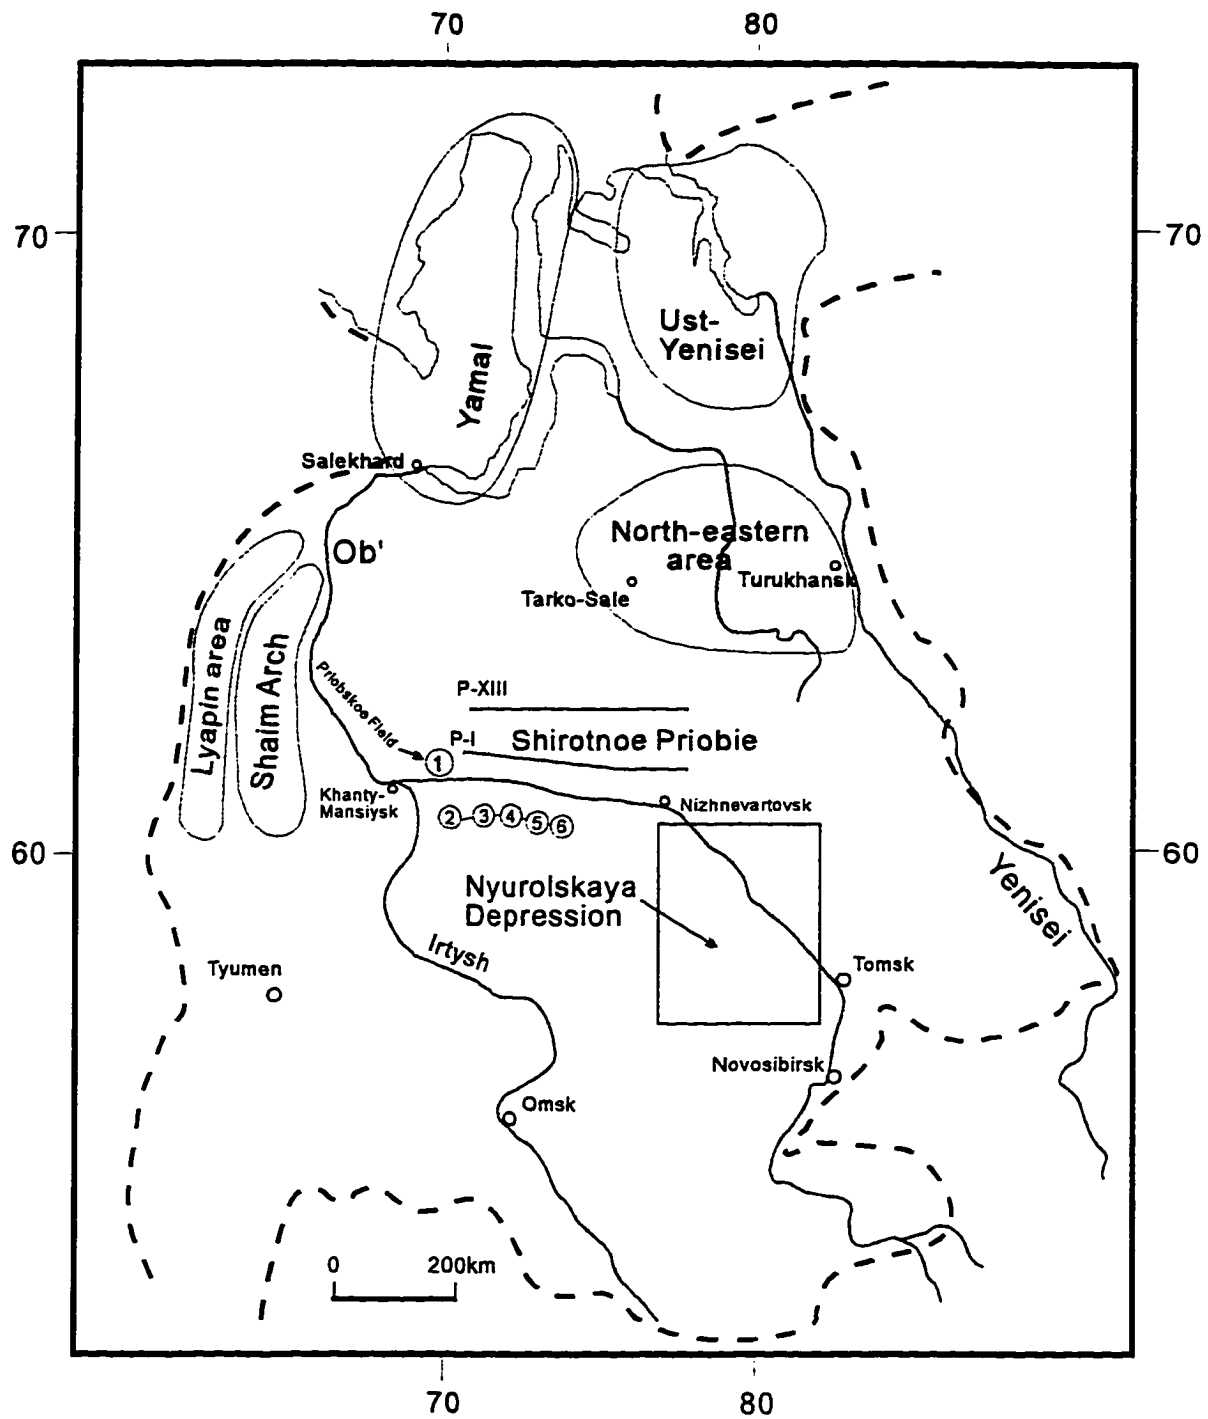 70 80
70 70
Ust-
Yenisei
Yamal
Salekhard
North-eastern
area
Ob'
Turukhansk
Tarko-Sale
Lyapin area
Shaim Arch
Priobskoe Field
P-XIII
P-I
Shirotnoe Priobie
1
Khanty-
Mansiysk
Nizhnevartovsk
2 3 4 5 6
60 60
Nyurolskaya
Depression
Yenisei
Irtysh
Tyumen
Tomsk
Novosibirsk
Omsk
0 200km
70 80